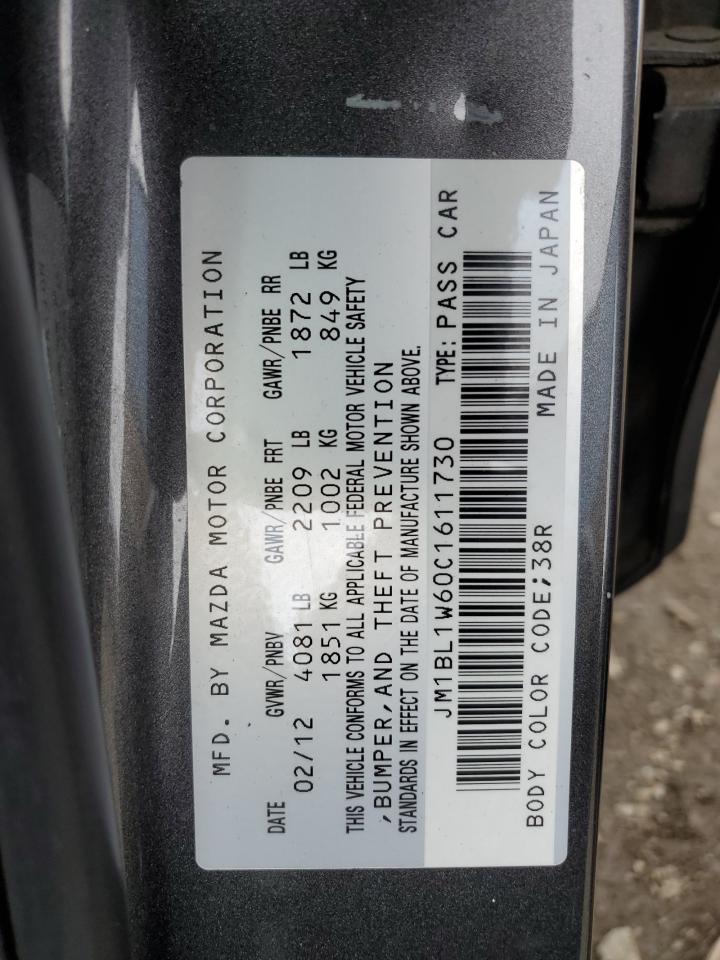 MFD. BY MAZDA MOTOR CORPORATION
DATE GVWR/PNBV GAWR/PNBE FRT GAWR/PNBE RR
02/12 4081 LB 2209 LB 1872 LB
1851 KG 1002 KG 849 KG
THIS VEHICLE CONFORMS TO ALL APPLICABLE FEDERAL MOTOR VEHICLE SAFETY
,BUMPER,AND THEFT PREVENTION
STANDARDS IN EFFECT ON THE DATE OF MANUFACTURE SHOWN ABOVE.
JM1BL1W60C1611730 TYPE: PASS CAR
BODY COLOR CODE;38R MADE IN JAPAN